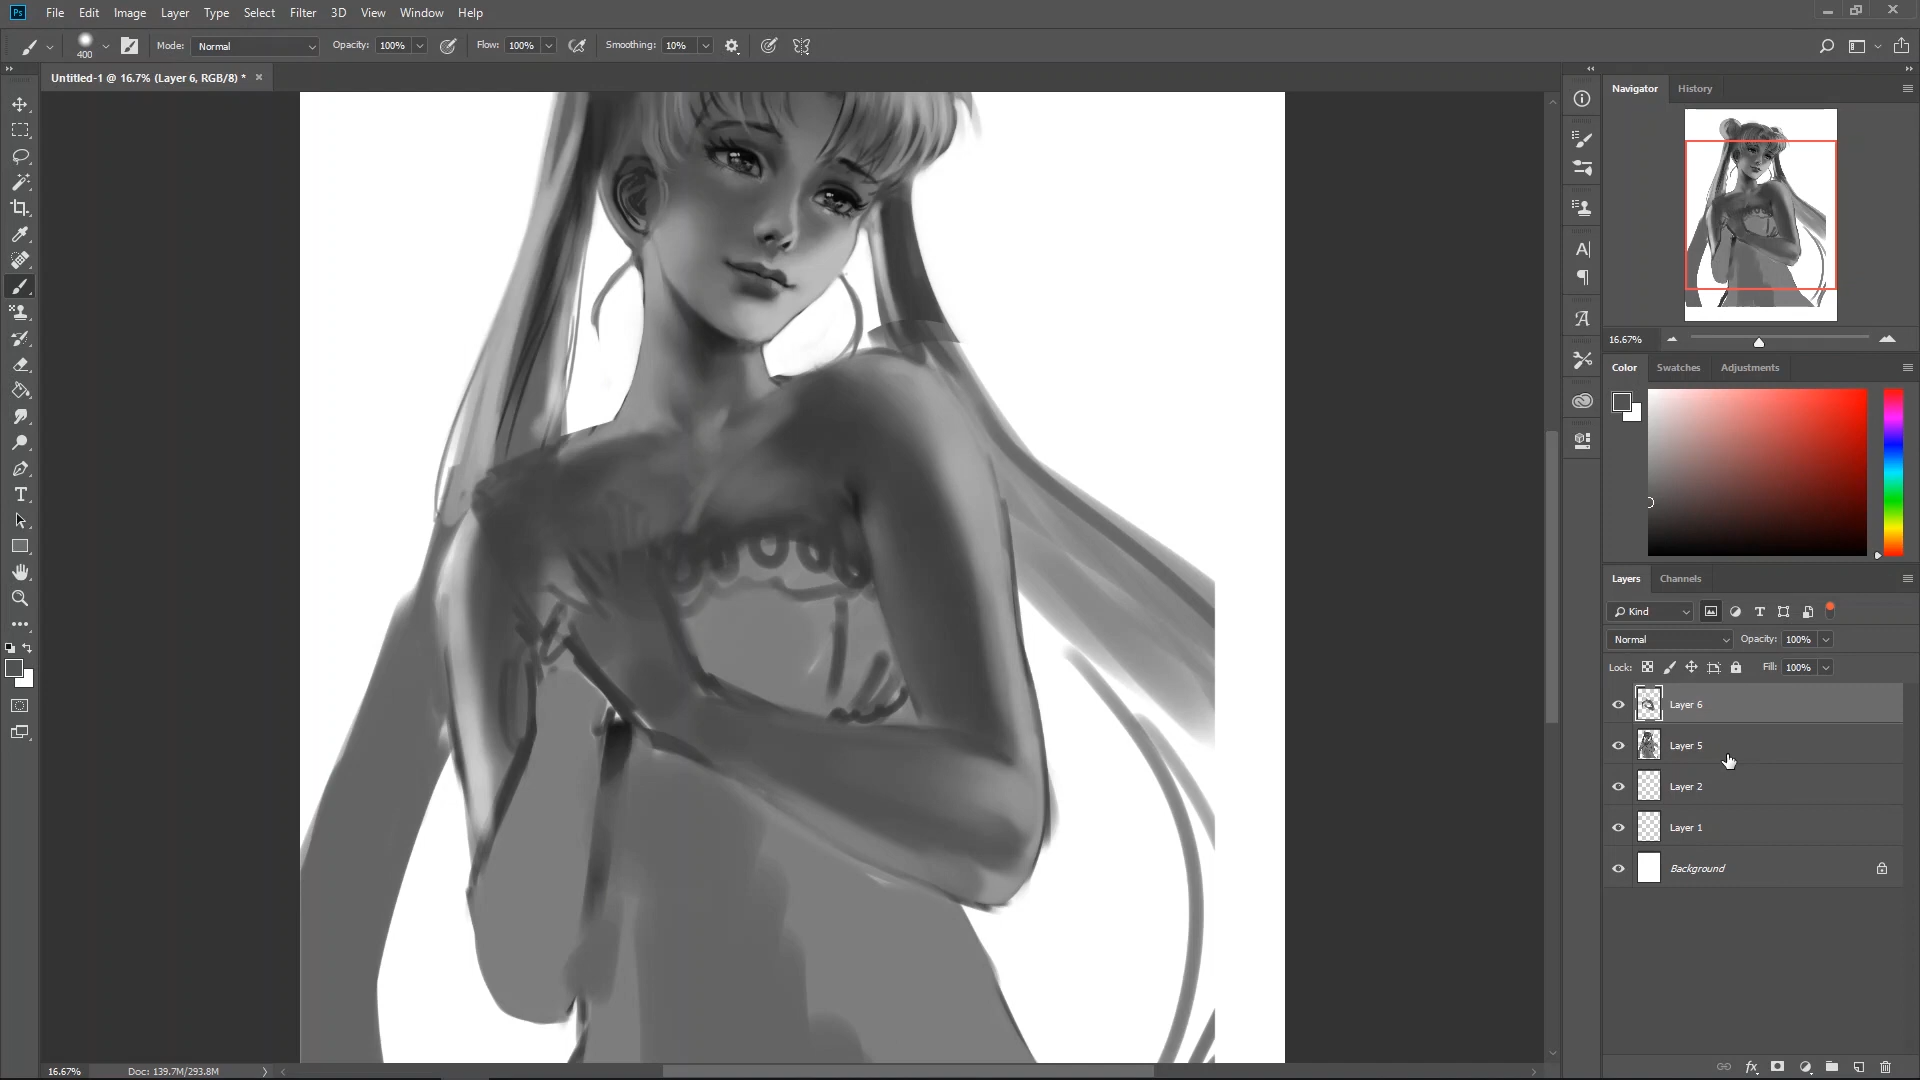 Ps File Edit Image Layer Type Select Filter 3D View Window Help
400 Mode: Normal Opacity: 100% Flow: 100% Smoothing: 10%
Untitled-1 @ 16.7% (Layer 6, RGB/8) *
Navigator History
16.67%
Color Swatches Adjustments
Layers Channels
Kind
Normal Opacity: 100%
Lock: Fill: 100%
Layer 6
Layer 5
Layer 2
Layer 1
Background
16.67% Doc: 139.7M/293.8M